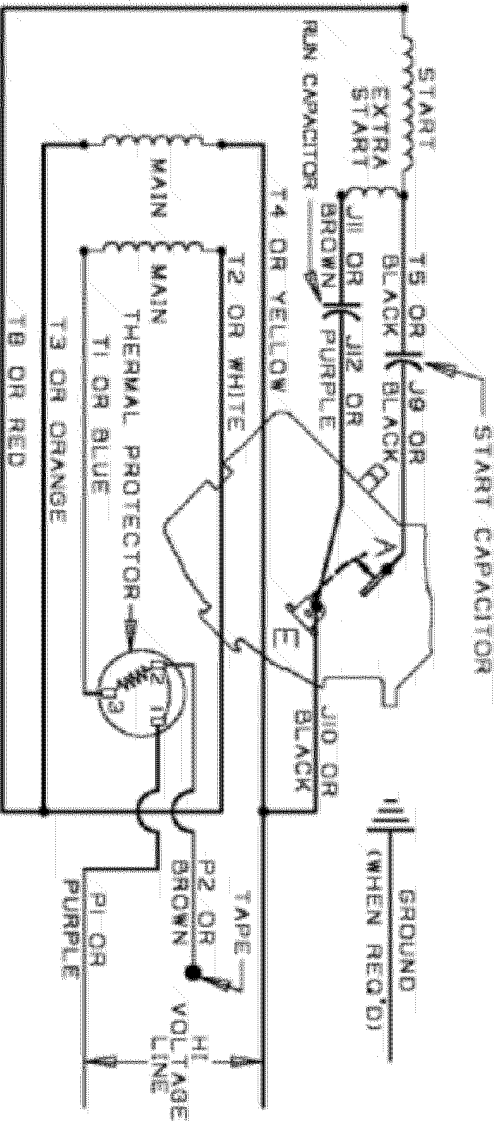 START
EXTRA
START
RUN CAPACITOR
J11 OR
BROWN
J12 OR
PURPLE
T5 OR
BLACK
J9 OR
BLACK
START CAPACITOR
MAIN
MAIN
T4 OR YELLOW
T2 OR WHITE
THERMAL PROTECTOR
T1 OR BLUE
T3 OR ORANGE
T8 OR RED
B
A
E
J10 OR
BLACK
2
1
3
GROUND
(WHEN REQ'D)
TAPE
P2 OR
BROWN
P1 OR
PURPLE
HI
VOLTAGE
LINE